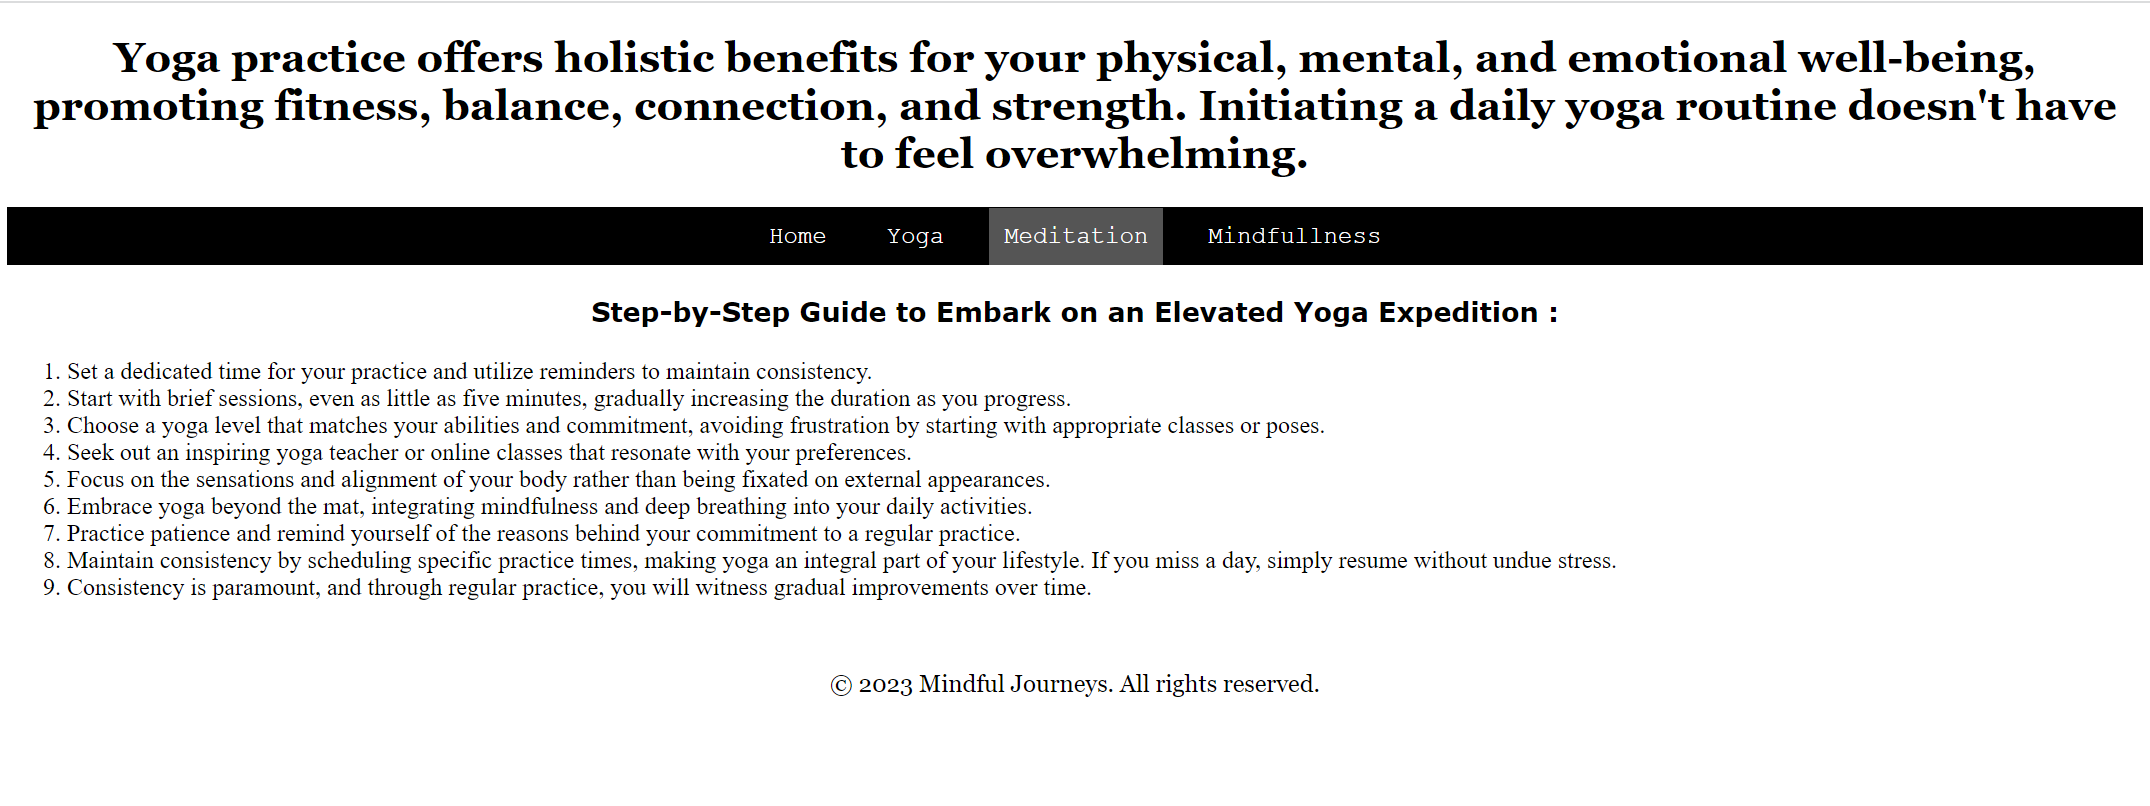 Yoga practice offers holistic benefits for your physical, mental, and emotional well-being,
promoting fitness, balance, connection, and strength. Initiating a daily yoga routine doesn't have
to feel overwhelming.
Home Yoga Meditation Mindfullness
Step-by-Step Guide to Embark on an Elevated Yoga Expedition :
1. Set a dedicated time for your practice and utilize reminders to maintain consistency.
2. Start with brief sessions, even as little as five minutes, gradually increasing the duration as you progress.
3. Choose a yoga level that matches your abilities and commitment, avoiding frustration by starting with appropriate classes or poses.
4. Seek out an inspiring yoga teacher or online classes that resonate with your preferences.
5. Focus on the sensations and alignment of your body rather than being fixated on external appearances.
6. Embrace yoga beyond the mat, integrating mindfulness and deep breathing into your daily activities.
7. Practice patience and remind yourself of the reasons behind your commitment to a regular practice.
8. Maintain consistency by scheduling specific practice times, making yoga an integral part of your lifestyle. If you miss a day, simply resume without undue stress.
9. Consistency is paramount, and through regular practice, you will witness gradual improvements over time.
© 2023 Mindful Journeys. All rights reserved.